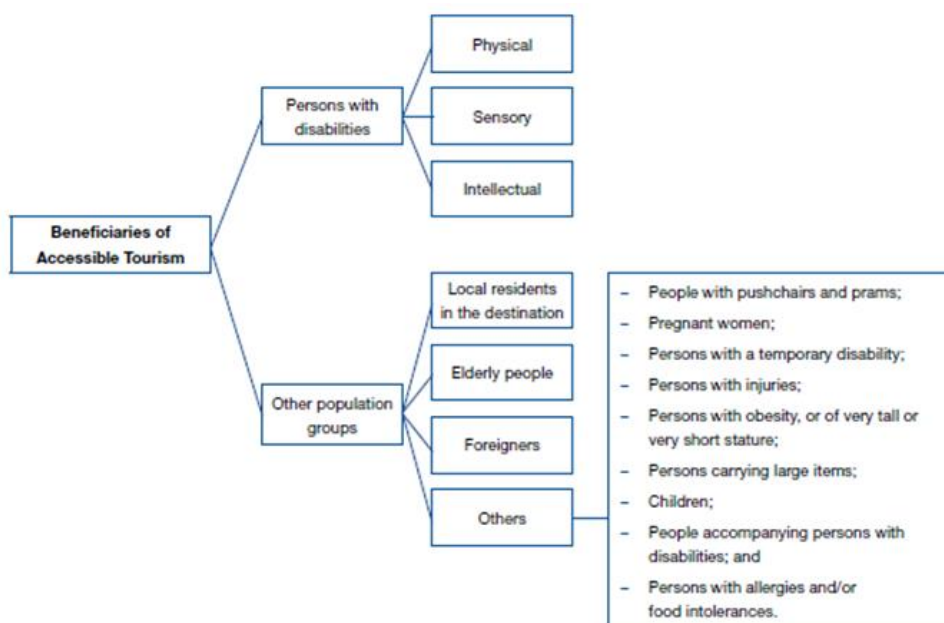 Physical
Persons with
disabilities
Sensory
Intellectual
Beneficiaries of
Accessible Tourism
Local residents
in the destination
Elderly people
Other population
groups
Foreigners
Others
– People with pushchairs and prams;
– Pregnant women;
– Persons with a temporary disability;
– Persons with injuries;
– Persons with obesity, or of very tall or
very short stature;
– Persons carrying large items;
– Children;
– People accompanying persons with
disabilities; and
– Persons with allergies and/or
food intolerances.